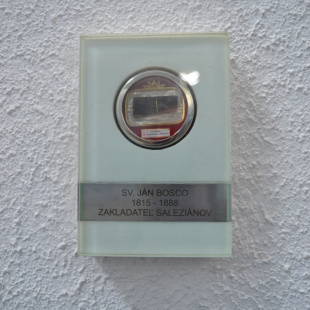 SV. JÁN BOSCO
1815 - 1888
ZAKLADATEĽ SALEZIÁNOV